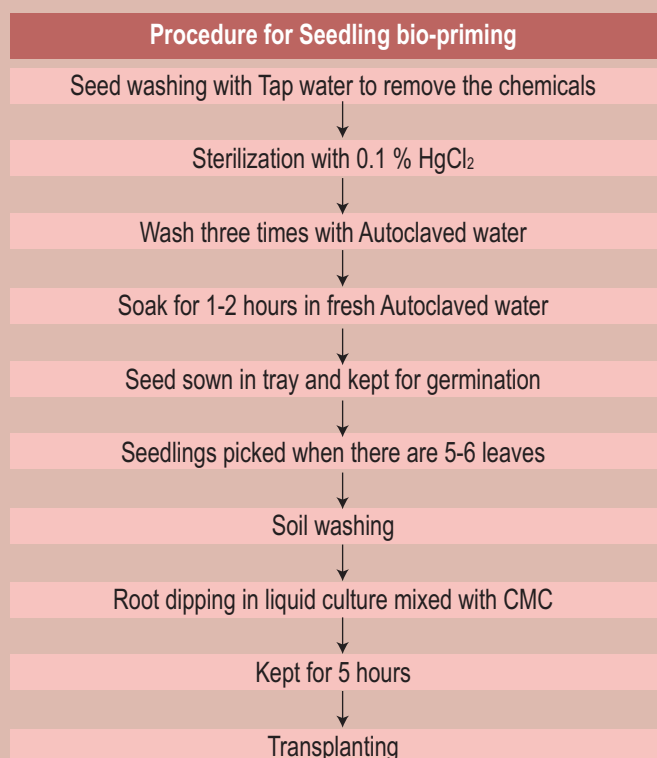 Procedure for Seedling bio-priming
Seed washing with Tap water to remove the chemicals
Sterilization with 0.1 % HgCl₂
Wash three times with Autoclaved water
Soak for 1-2 hours in fresh Autoclaved water
Seed sown in tray and kept for germination
Seedlings picked when there are 5-6 leaves
Soil washing
Root dipping in liquid culture mixed with CMC
Kept for 5 hours
Transplanting